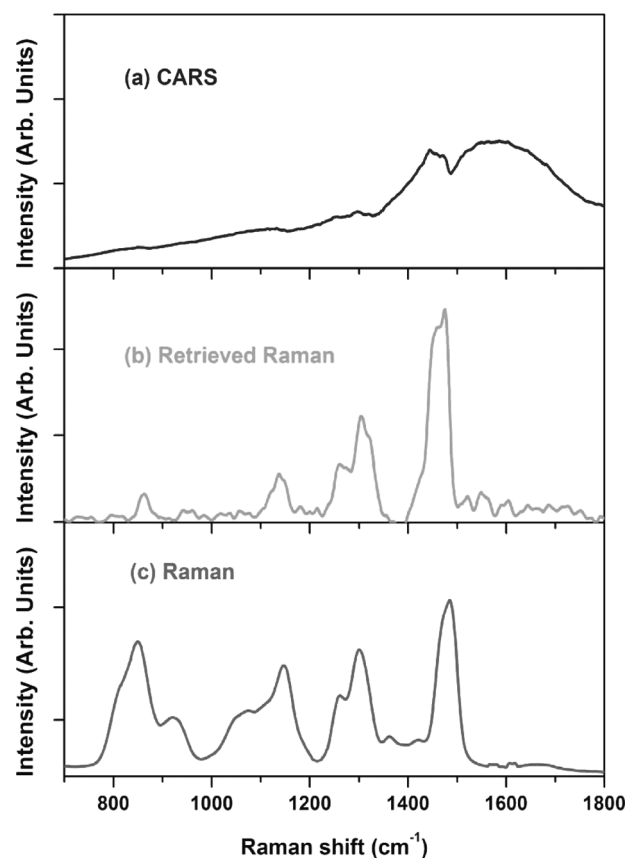 (a) CARS
Intensity (Arb. Units)
(b) Retrieved Raman
Intensity (Arb. Units)
(c) Raman
Intensity (Arb. Units)
800 1000 1200 1400 1600 1800
Raman shift (cm⁻¹)